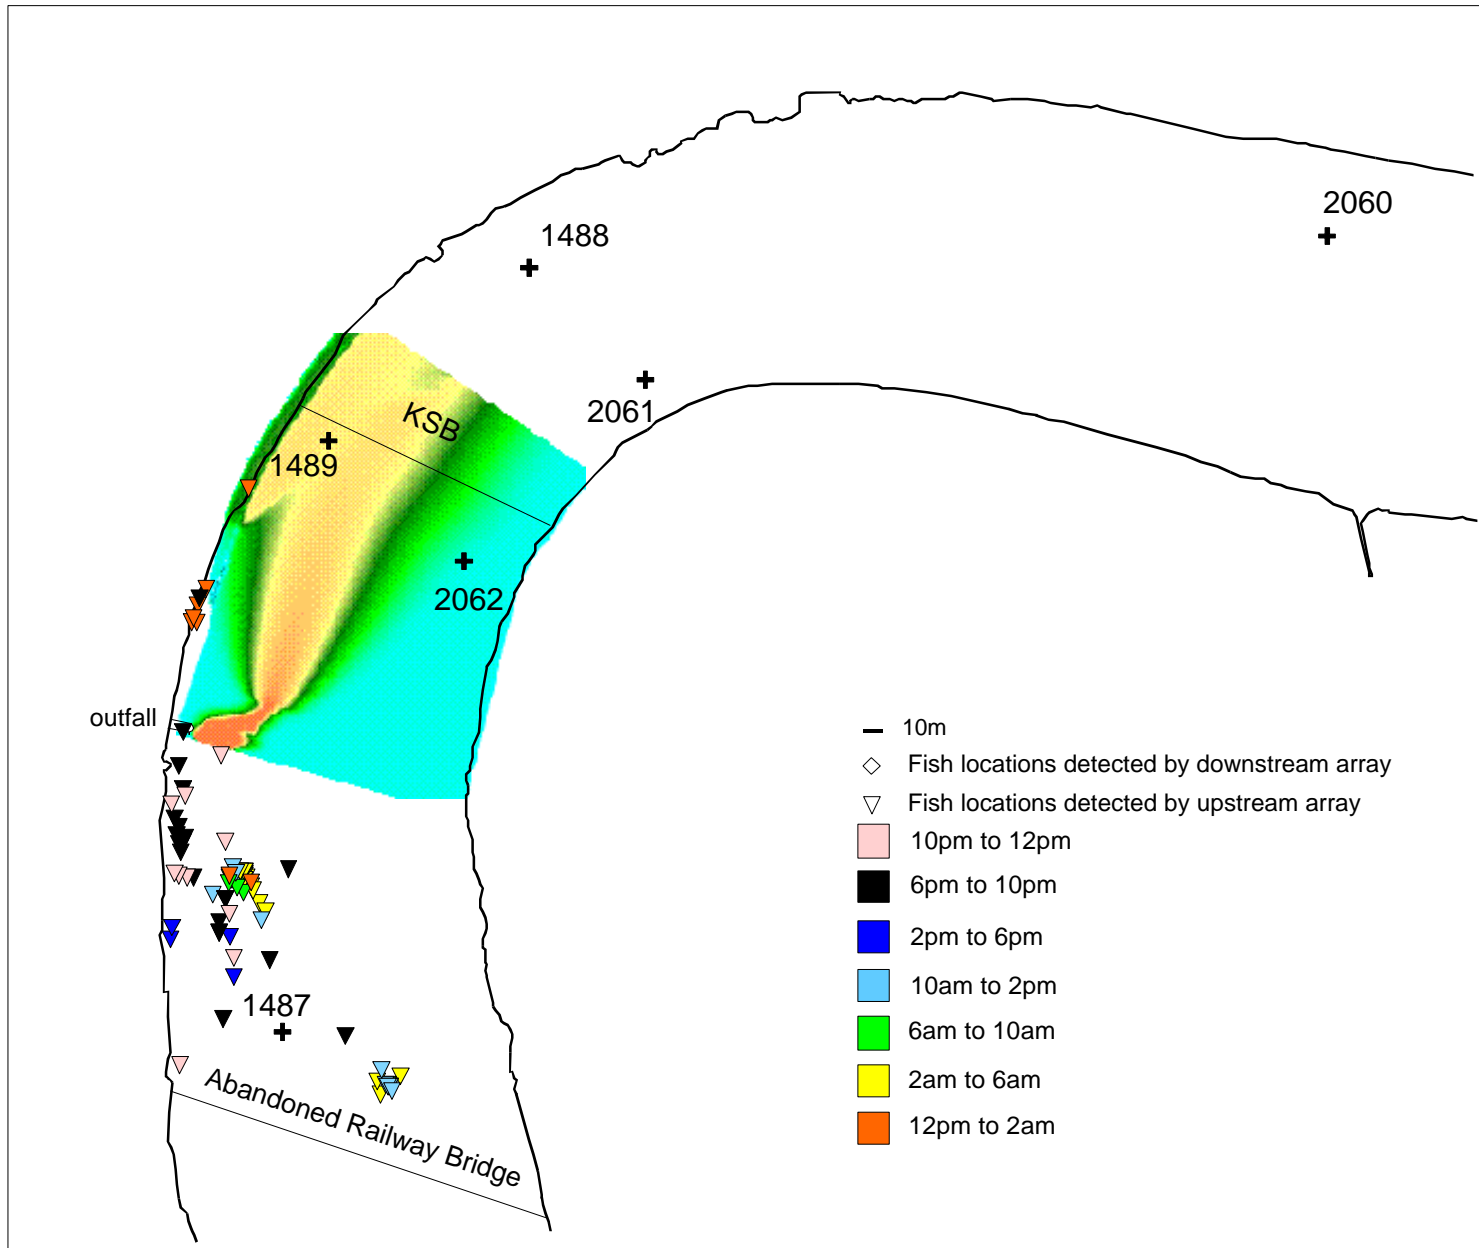 2060
1488
2061
KSB
1489
2062
outfall
10m
Fish locations detected by downstream array
Fish locations detected by upstream array
10pm to 12pm
6pm to 10pm
2pm to 6pm
10am to 2pm
6am to 10am
2am to 6am
12pm to 2am
1487
Abandoned Railway Bridge